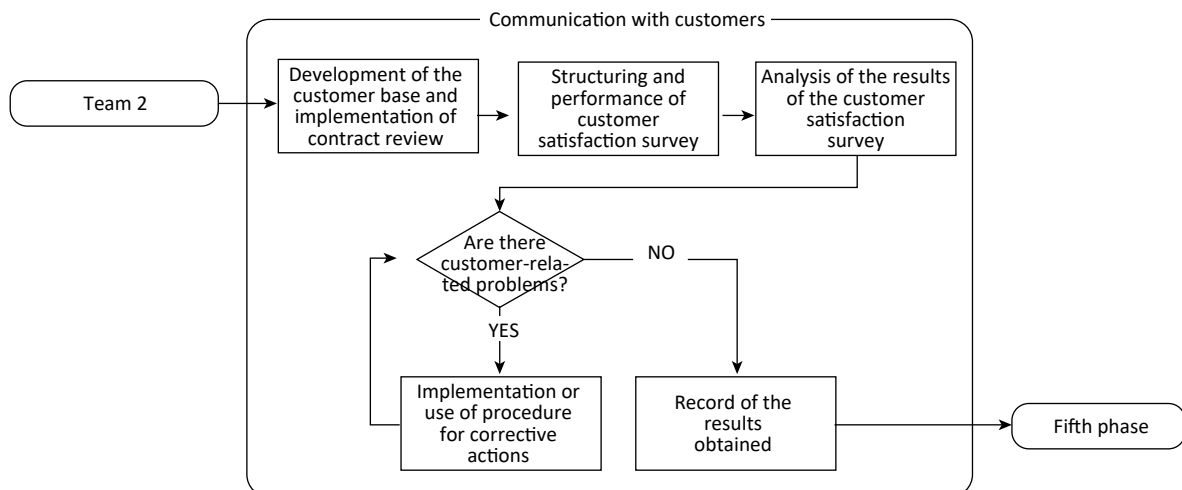 Communication with customers
Team 2
Development of the
customer base and
implementation of
contract review
Structuring and
performance of
customer
satisfaction survey
Analysis of the results
of the customer
satisfaction
survey
Are there
customer-rela-
ted problems?
NO
YES
Implementation or
use of procedure
for corrective
actions
Record of the
results
obtained
Fifth phase